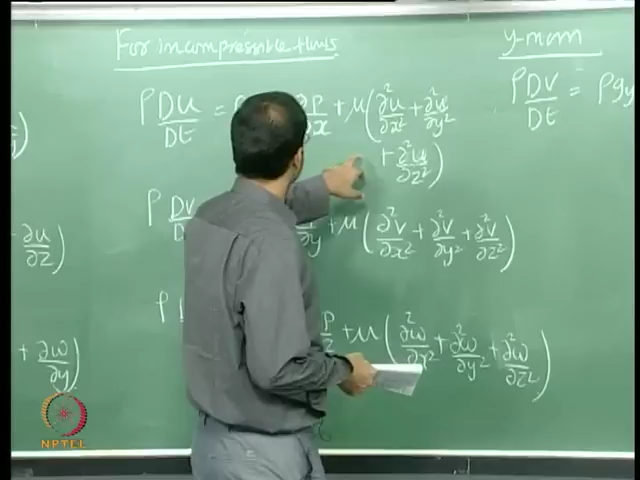 For incompressible flows
ρ Du/Dt = ∂P/∂x + μ(∂²u/∂x² + ∂²u/∂y²
+ ∂²u/∂z²)
ρ DV/D ∂y + μ(∂²V/∂x² + ∂²V/∂y² + ∂²V/∂z²)
ρ P/z + μ(∂²w/∂x² + ∂²w/∂y² + ∂²w/∂z²)
y-mom
ρ DV/Dt = ρgy
+ ∂u/∂z)
+ ∂w/∂y)
NPTEL